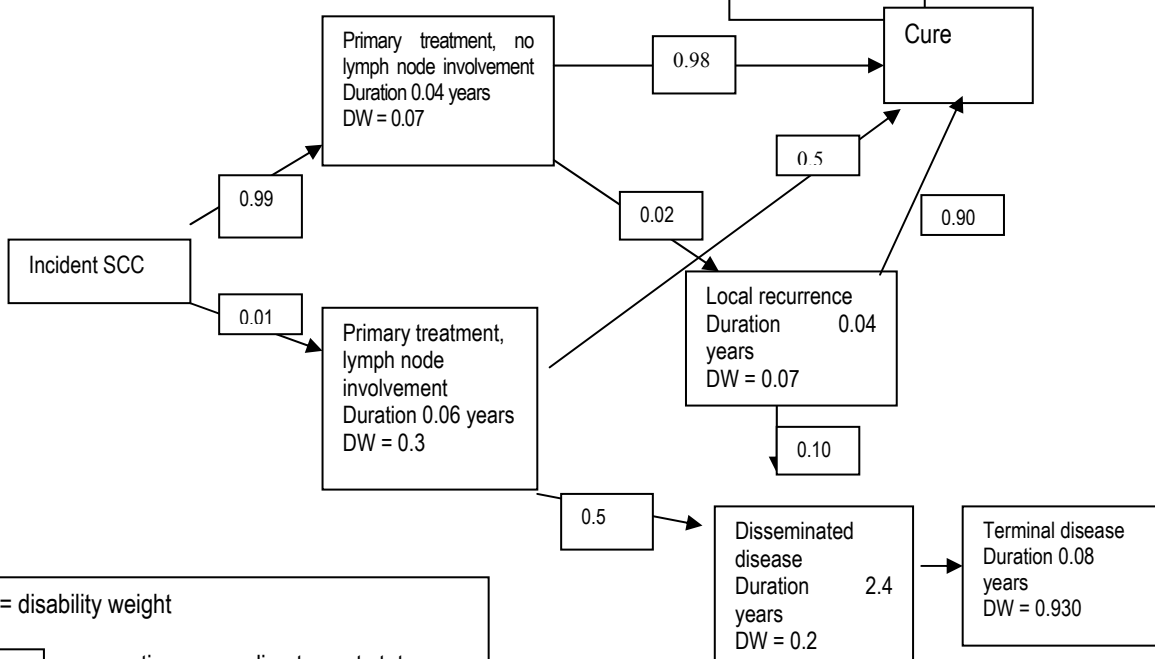 Primary treatment, no
lymph node involvement
Duration 0.04 years
DW = 0.07
0.98
Cure
0.5
0.99
0.02
0.90
Incident SCC
0.01
Primary treatment,
lymph node
involvement
Duration 0.06 years
DW = 0.3
Local recurrence
Duration 0.04
years
DW = 0.07
0.10
0.5
Disseminated
disease
Duration 2.4
years
DW = 0.2
Terminal disease
Duration 0.08
years
DW = 0.930
= disability weight